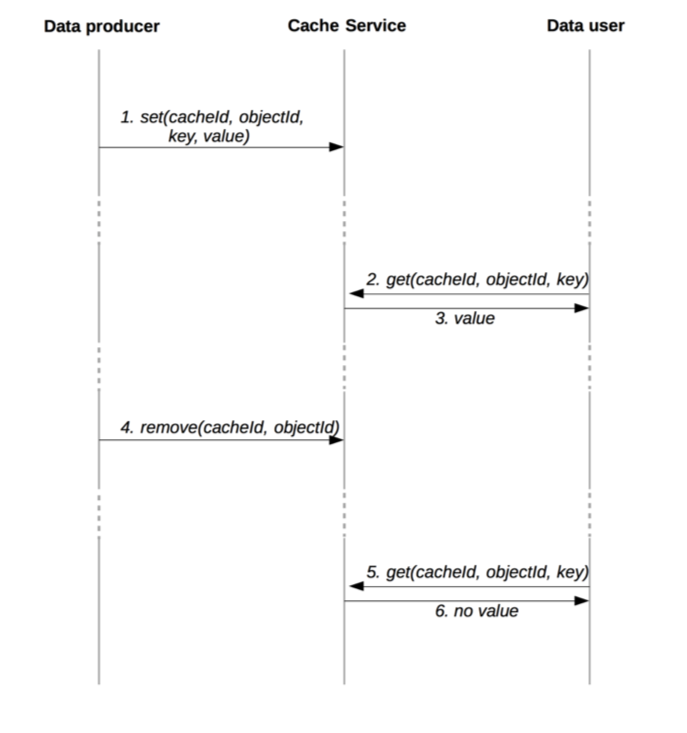 Data producer
Cache Service
Data user
1. set(cacheId, objectId,
key, value)
2. get(cacheId, objectId, key)
3. value
4. remove(cacheId, objectId)
5. get(cacheId, objectId, key)
6. no value